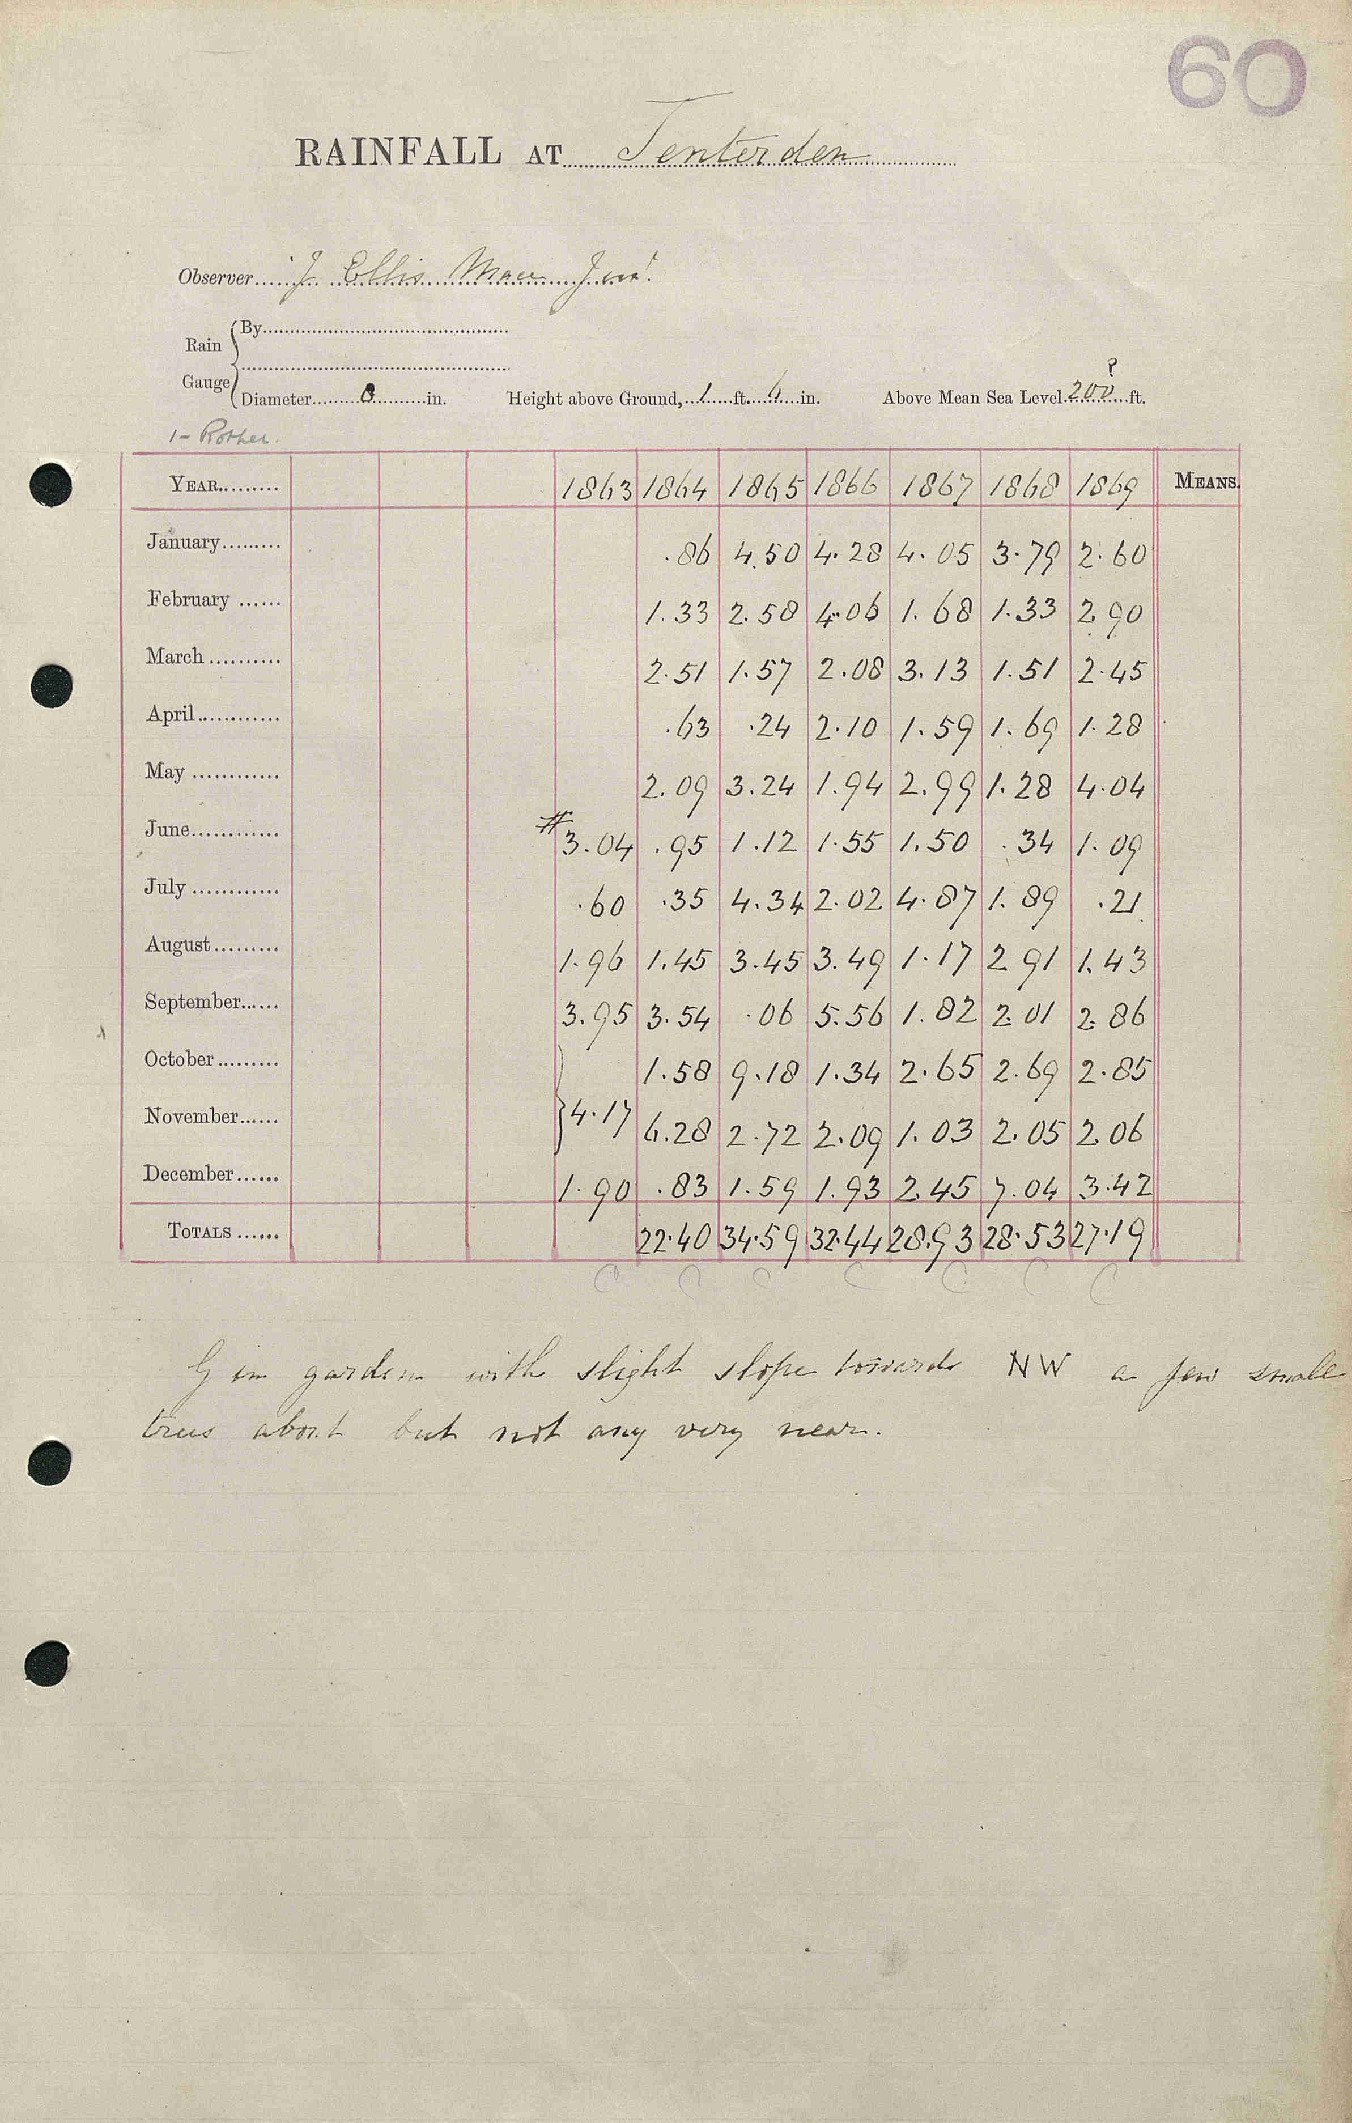 60
RAINFALL AT Tenterden
Observer J Ellis Mace Junr.
Rain Gauge
By
Diameter 8 in. Height above Ground, 1 ft. 6 in. Above Mean Sea Level 200 ? ft.
1 - Rother.
YEAR 1863 1864 1865 1866 1867 1868 1869 MEANS.
January .86 4.50 4.28 4.05 3.79 2.60
February 1.33 2.58 4.06 1.68 1.33 2.90
March 2.51 1.57 2.08 3.13 1.51 2.45
April .63 .24 2.10 1.59 1.69 1.28
May 2.09 3.24 1.94 2.99 1.28 4.04
June # 3.04 .95 1.12 1.55 1.50 .34 1.09
July .60 .35 4.34 2.02 4.87 1.89 .21
August 1.96 1.45 3.45 3.49 1.17 2 91 1.43
September 3.95 3.54 .06 5.56 1.82 2.01 2.86
October 1.58 9.18 1.34 2.65 2.69 2.85
November } 4.17 6.28 2.72 2.09 1.03 2.05 2.06
December 1.90 .83 1.59 1.93 2.45 7.04 3.42
TOTALS 22.40 34.59 32.44 28.93 28.53 27.19
G in garden with slight slope towards NW a few small
trees about but not any very near.